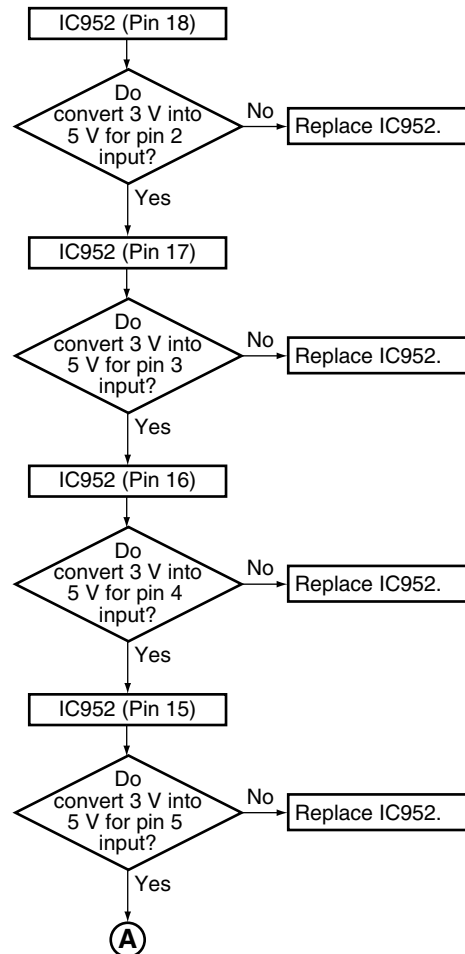 IC952 (Pin 18)
Do
convert 3 V into
5 V for pin 2
input?
No
Replace IC952.
Yes
IC952 (Pin 17)
Do
convert 3 V into
5 V for pin 3
input?
No
Replace IC952.
Yes
IC952 (Pin 16)
Do
convert 3 V into
5 V for pin 4
input?
No
Replace IC952.
Yes
IC952 (Pin 15)
Do
convert 3 V into
5 V for pin 5
input?
No
Replace IC952.
Yes
A